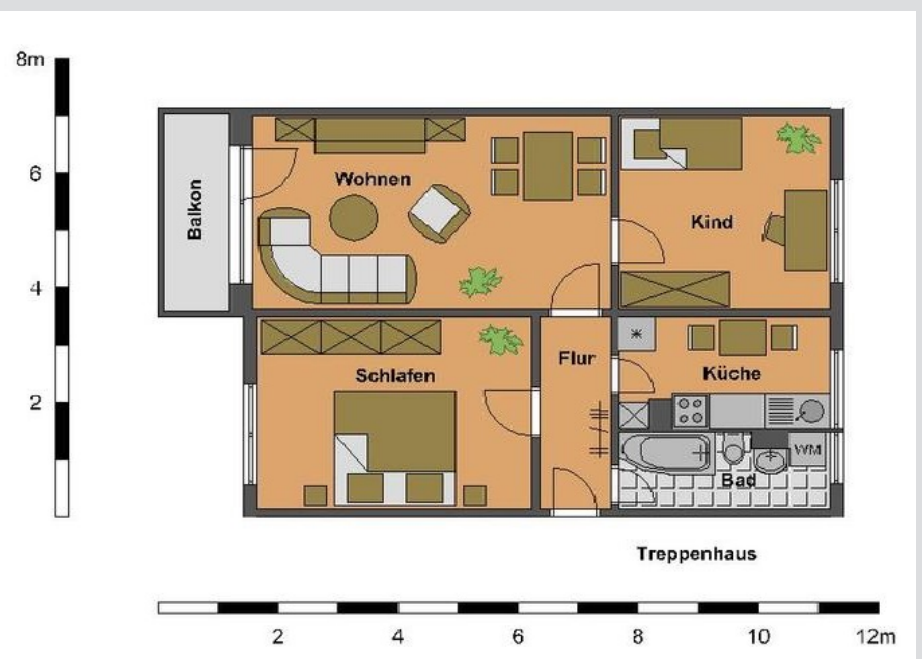 8m
6
4
2
Balkon
Wohnen
Kind
Schlafen
Flur
Küche
WM
Bad
Treppenhaus
2 4 6 8 10 12m